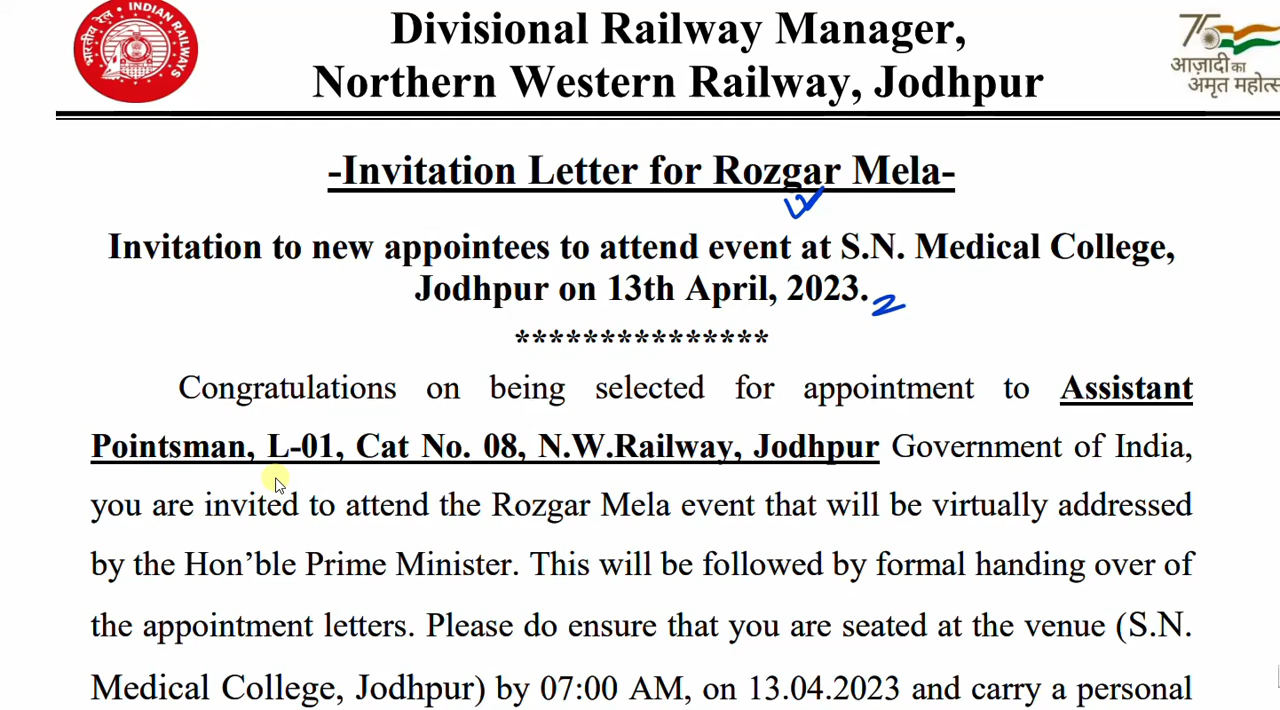 भारतीय रेल INDIAN RAILWAYS
Divisional Railway Manager,
Northern Western Railway, Jodhpur
75
आज़ादी का
अमृत महोत्स
-Invitation Letter for Rozgar Mela-
Invitation to new appointees to attend event at S.N. Medical College,
Jodhpur on 13th April, 2023.
2
***************
Congratulations on being selected for appointment to Assistant
Pointsman, L-01, Cat No. 08, N.W.Railway, Jodhpur Government of India,
you are invited to attend the Rozgar Mela event that will be virtually addressed
by the Hon’ble Prime Minister. This will be followed by formal handing over of
the appointment letters. Please do ensure that you are seated at the venue (S.N.
Medical College, Jodhpur) by 07:00 AM, on 13.04.2023 and carry a personal